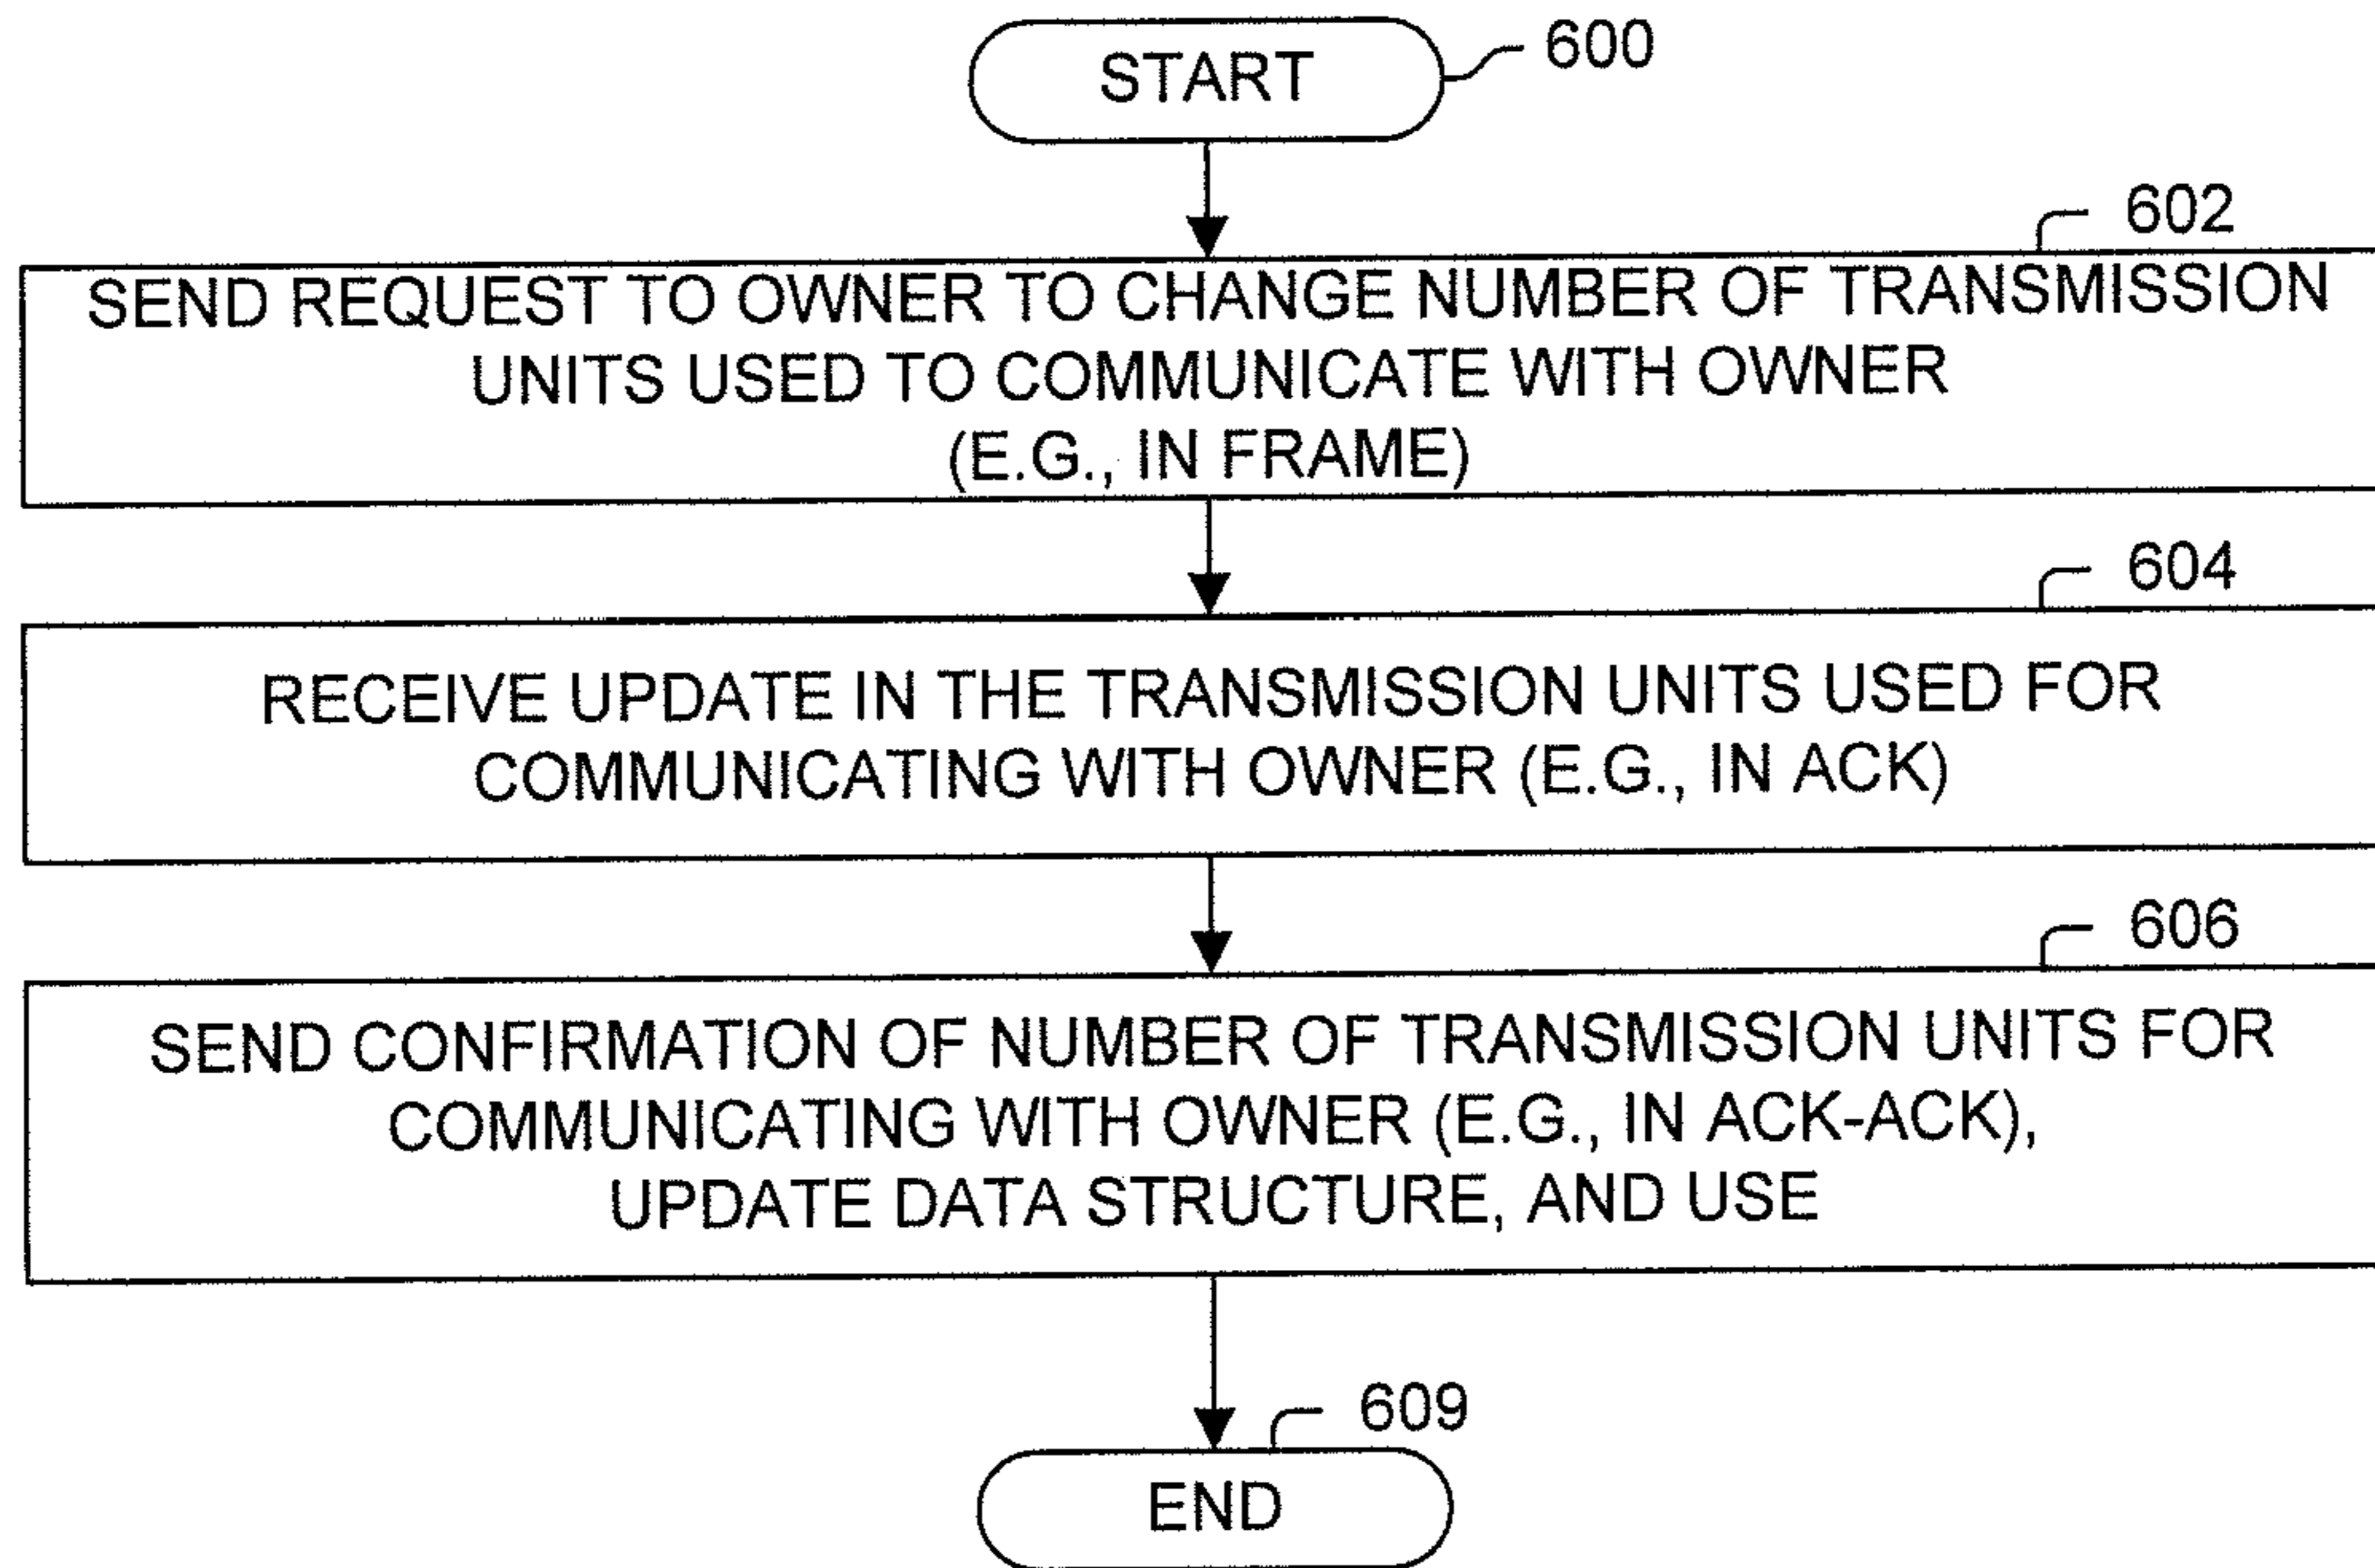 START
600
602
SEND REQUEST TO OWNER TO CHANGE NUMBER OF TRANSMISSION
UNITS USED TO COMMUNICATE WITH OWNER
(E.G., IN FRAME)
604
RECEIVE UPDATE IN THE TRANSMISSION UNITS USED FOR
COMMUNICATING WITH OWNER (E.G., IN ACK)
606
SEND CONFIRMATION OF NUMBER OF TRANSMISSION UNITS FOR
COMMUNICATING WITH OWNER (E.G., IN ACK-ACK),
UPDATE DATA STRUCTURE, AND USE
609
END